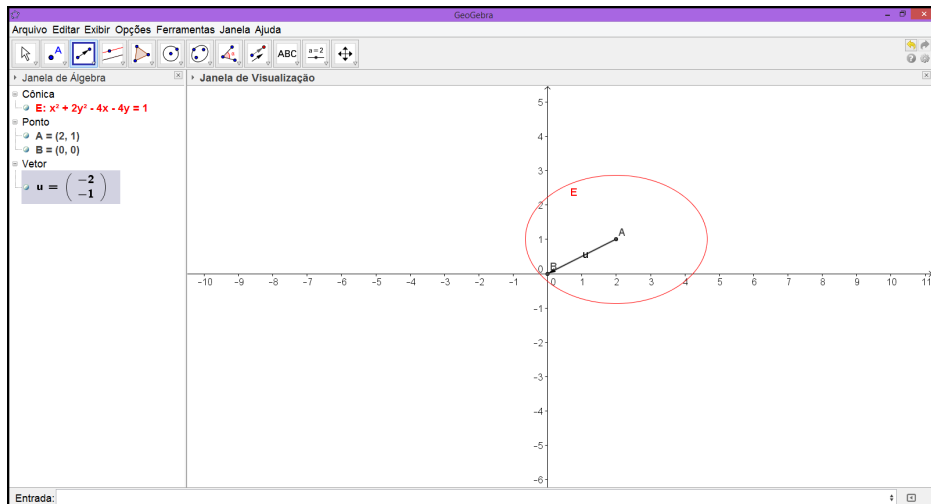 GeoGebra
Arquivo Editar Exibir Opções Ferramentas Janela Ajuda
A
α
ABC
a=2
Janela de Álgebra
Janela de Visualização
Cônica
E: x² + 2y² - 4x - 4y = 1
Ponto
A = (2, 1)
B = (0, 0)
Vetor
u = ( −2 −1 )
5
4
3
E
2
A
1
u
B
0
−10 −9 −8 −7 −6 −5 −4 −3 −2 −1 0 1 2 3 4 5 6 7 8 9 10 11
−1
−2
−3
−4
−5
−6
Entrada: